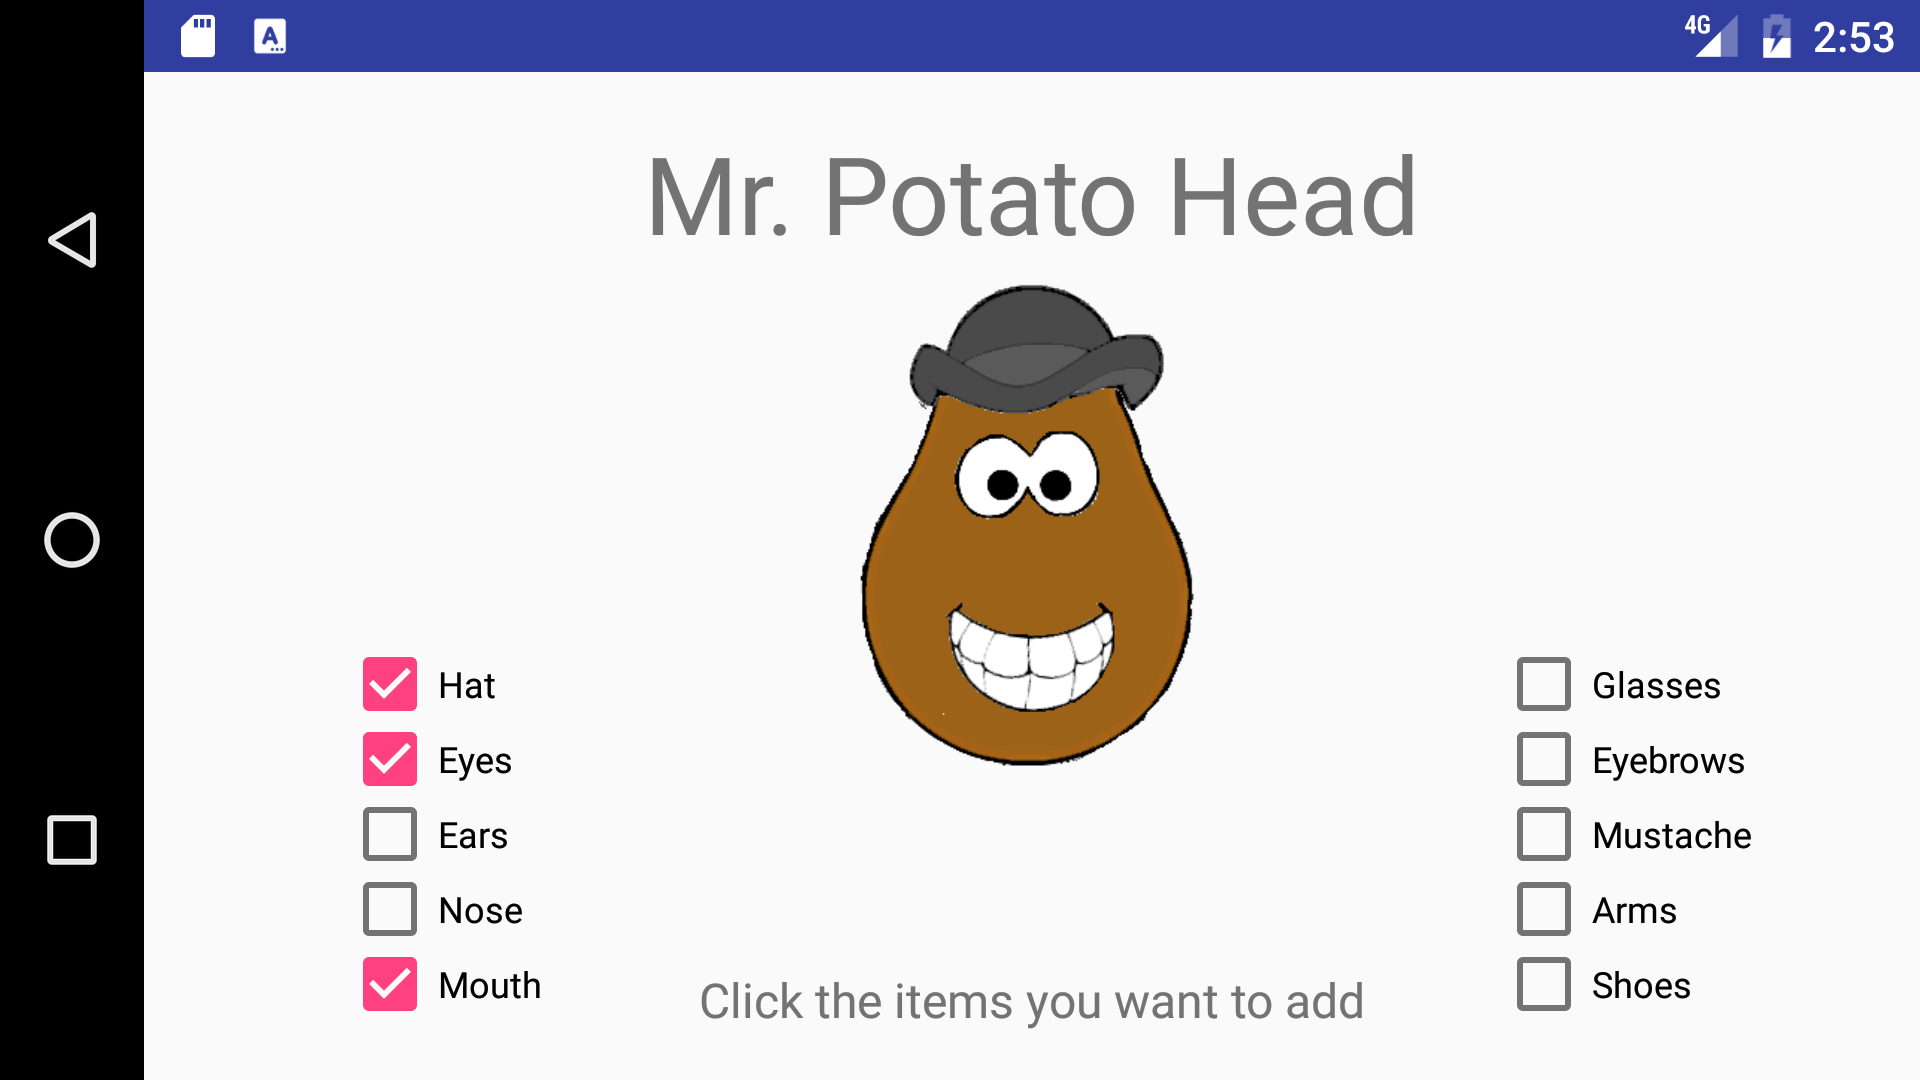 A
4G
2:53
Mr. Potato Head
Hat
Eyes
Ears
Nose
Mouth
Glasses
Eyebrows
Mustache
Arms
Shoes
Click the items you want to add